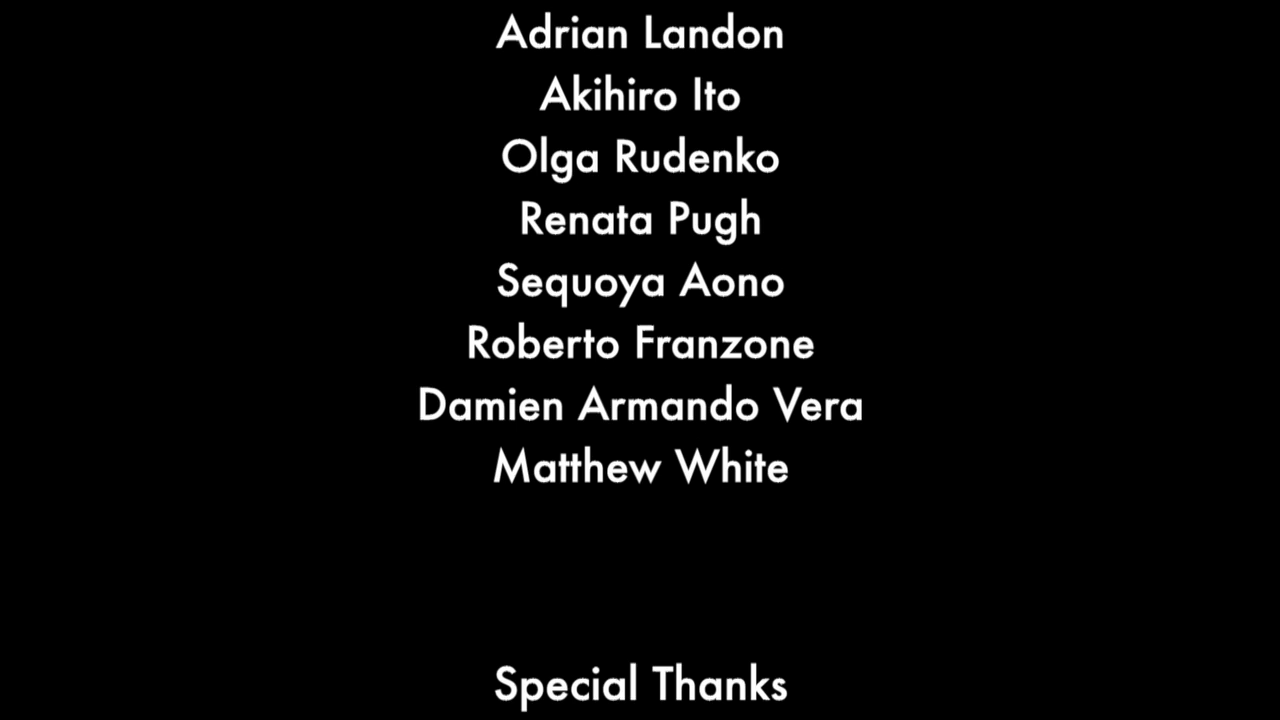 Adrian Landon
Akihiro Ito
Olga Rudenko
Renata Pugh
Sequoya Aono
Roberto Franzone
Damien Armando Vera
Matthew White
Special Thanks